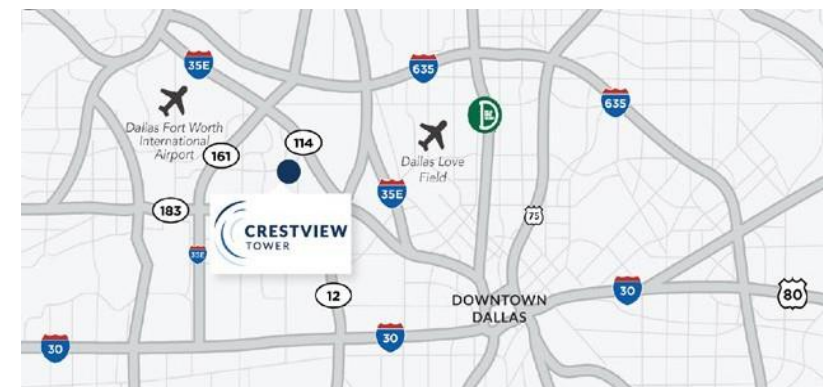 35E
635
635
Dallas Fort Worth
International
Airport
161
114
Dallas Love
Field
183
35E
75
CRESTVIEW
TOWER
35E
12
30
80
DOWNTOWN
DALLAS
30
30